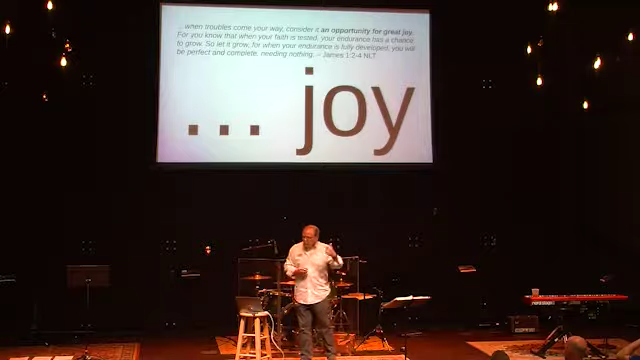 ...when troubles come your way, consider it an opportunity for great joy.
For you know that when your faith is tested, your endurance has a chance
to grow. So let it grow, for when your endurance is fully developed, you will
be perfect and complete, needing nothing. – James 1:2-4 NLT
... joy